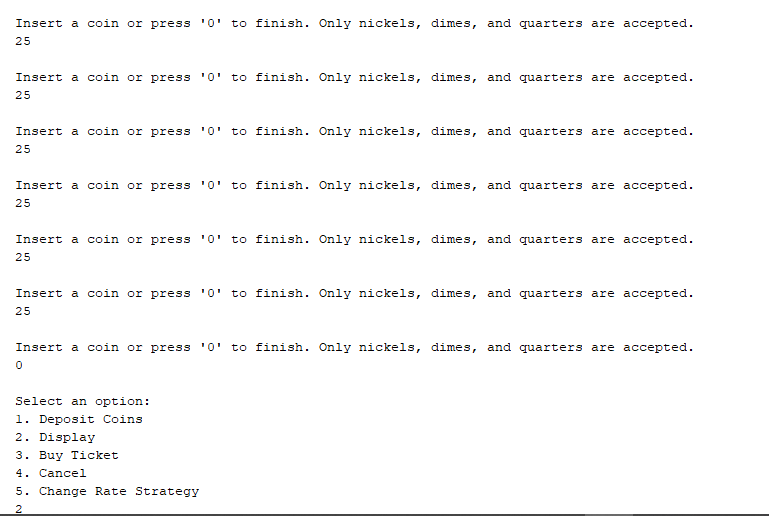 Insert a coin or press '0' to finish. Only nickels, dimes, and quarters are accepted.
25
Insert a coin or press '0' to finish. Only nickels, dimes, and quarters are accepted.
25
Insert a coin or press '0' to finish. Only nickels, dimes, and quarters are accepted.
25
Insert a coin or press '0' to finish. Only nickels, dimes, and quarters are accepted.
25
Insert a coin or press '0' to finish. Only nickels, dimes, and quarters are accepted.
25
Insert a coin or press '0' to finish. Only nickels, dimes, and quarters are accepted.
25
Insert a coin or press '0' to finish. Only nickels, dimes, and quarters are accepted.
0
Select an option:
1. Deposit Coins
2. Display
3. Buy Ticket
4. Cancel
5. Change Rate Strategy
2